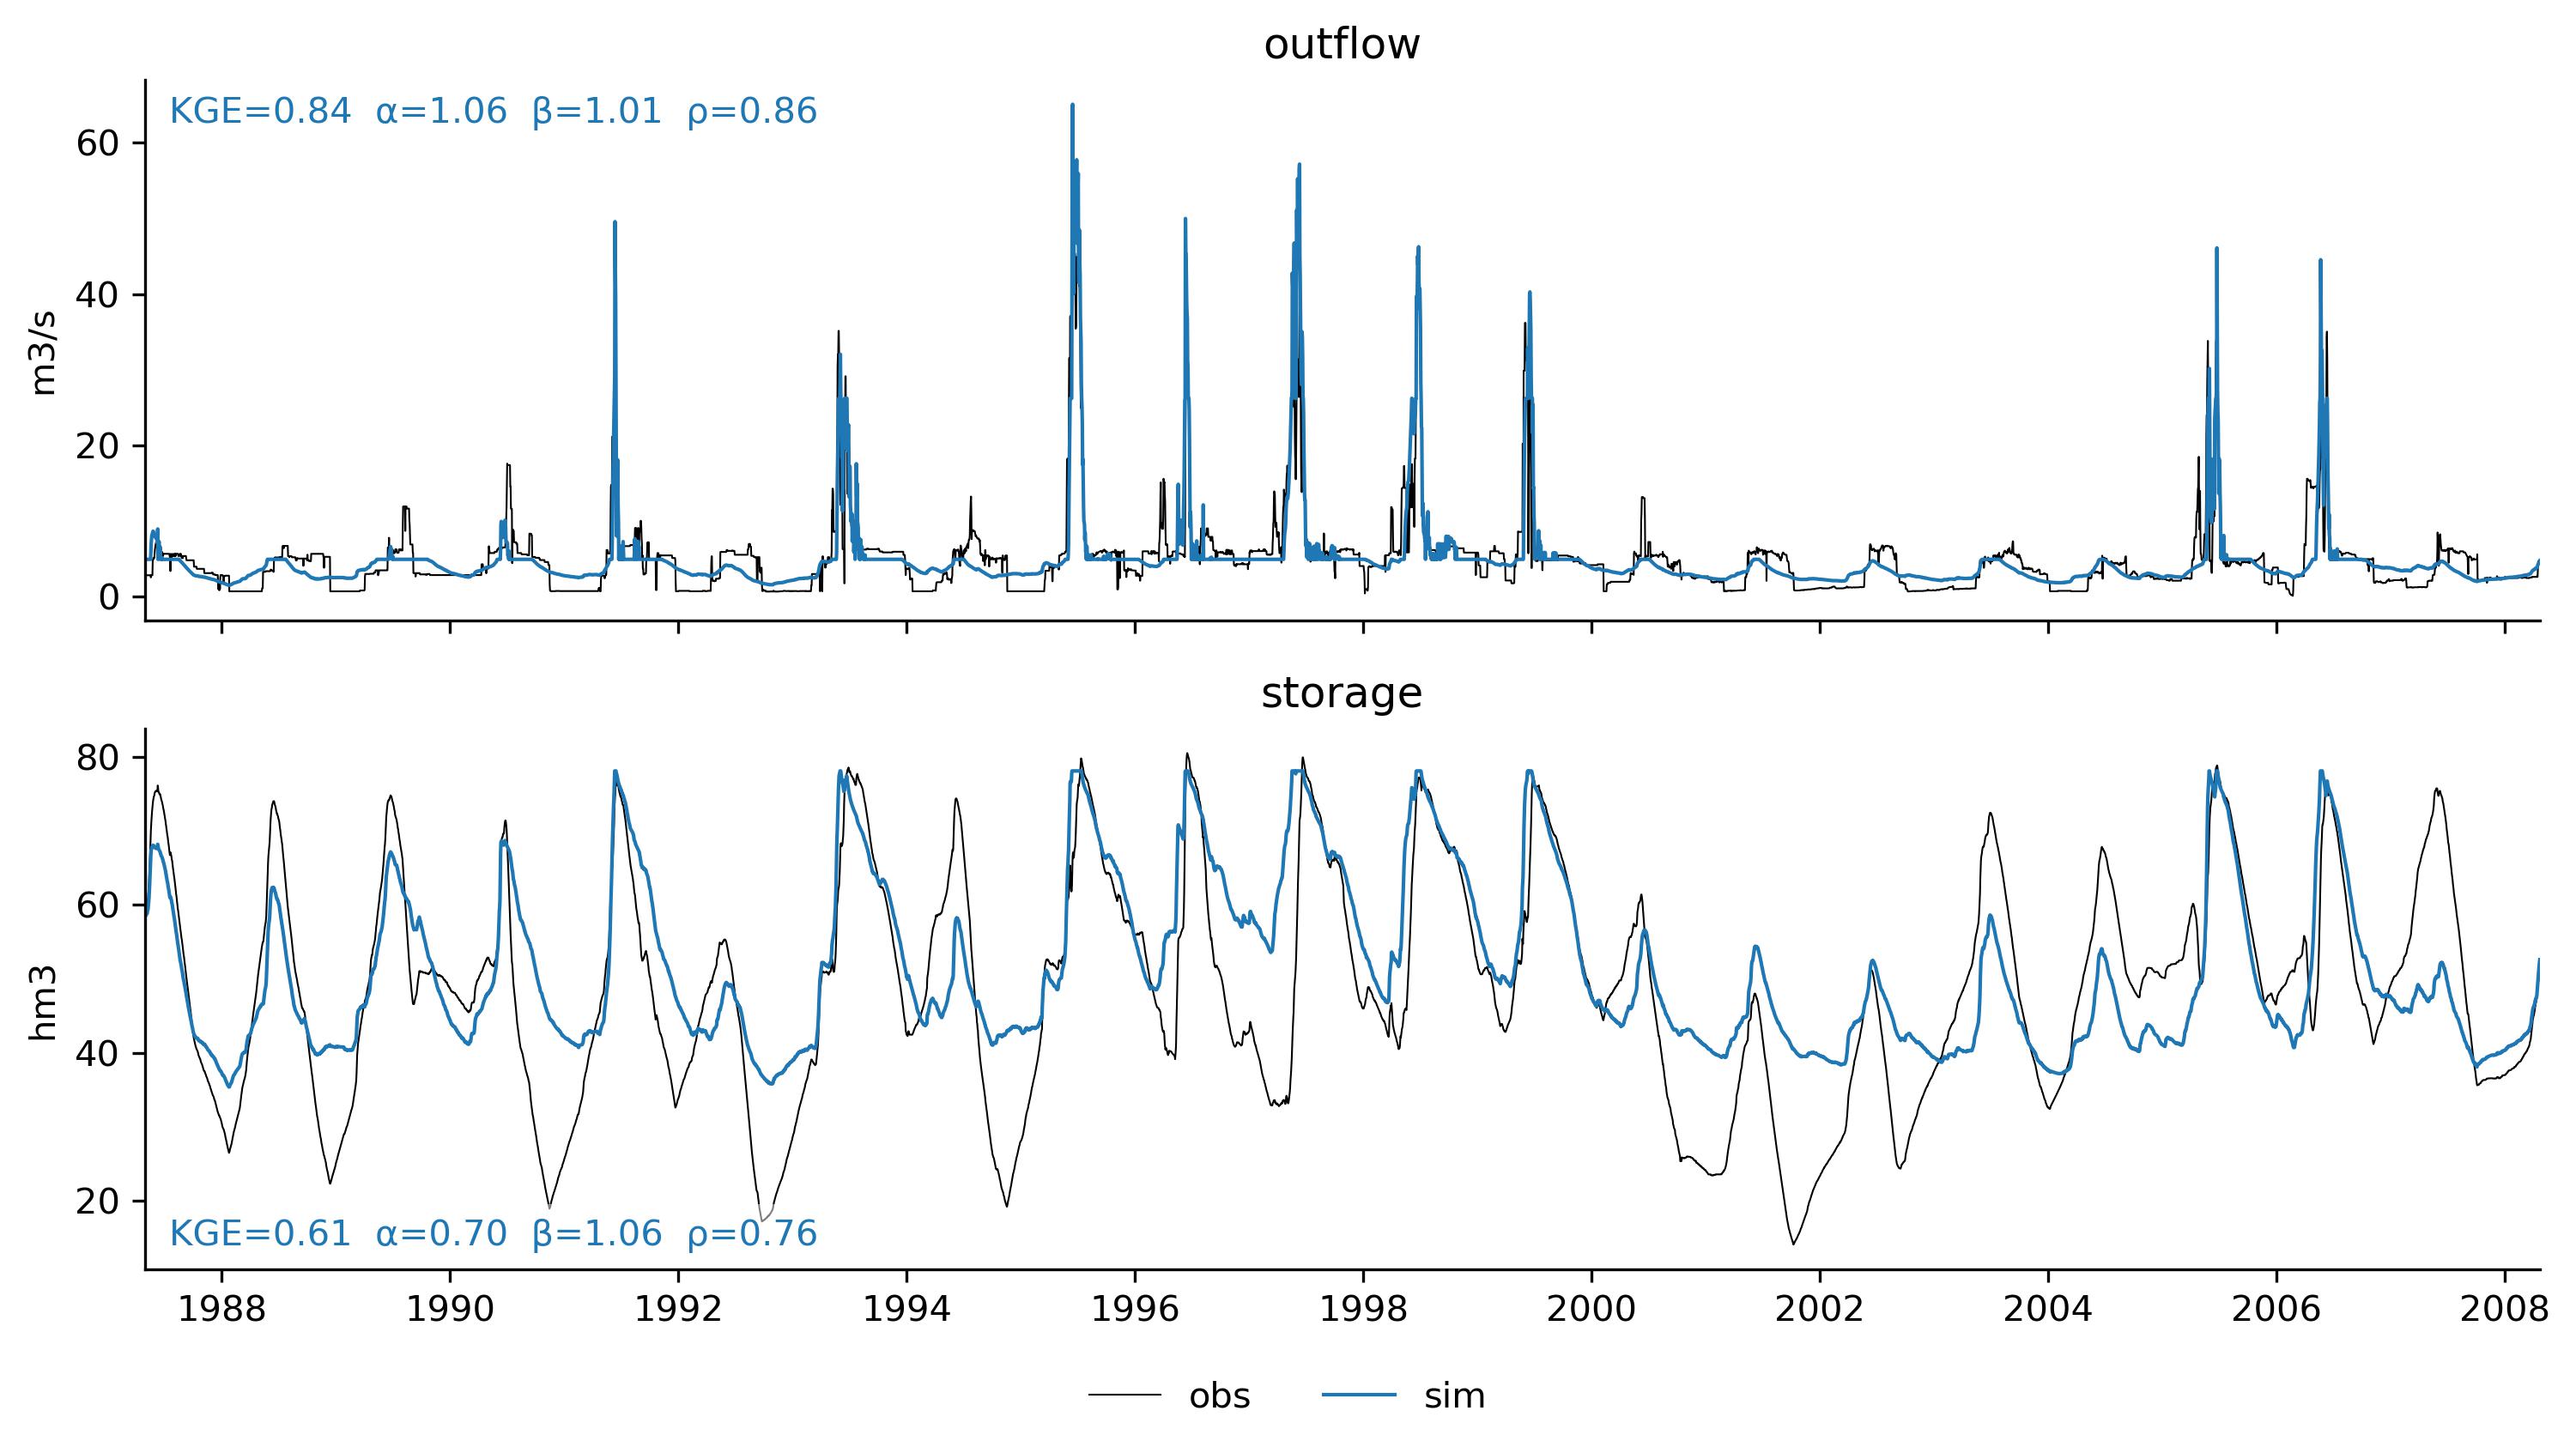 outflow
KGE=0.84 α=1.06 β=1.01 ρ=0.86
m3/s
60
40
20
0
storage
hm3
80
60
40
20
KGE=0.61 α=0.70 β=1.06 ρ=0.76
1988 1990 1992 1994 1996 1998 2000 2002 2004 2006 2008
obs sim